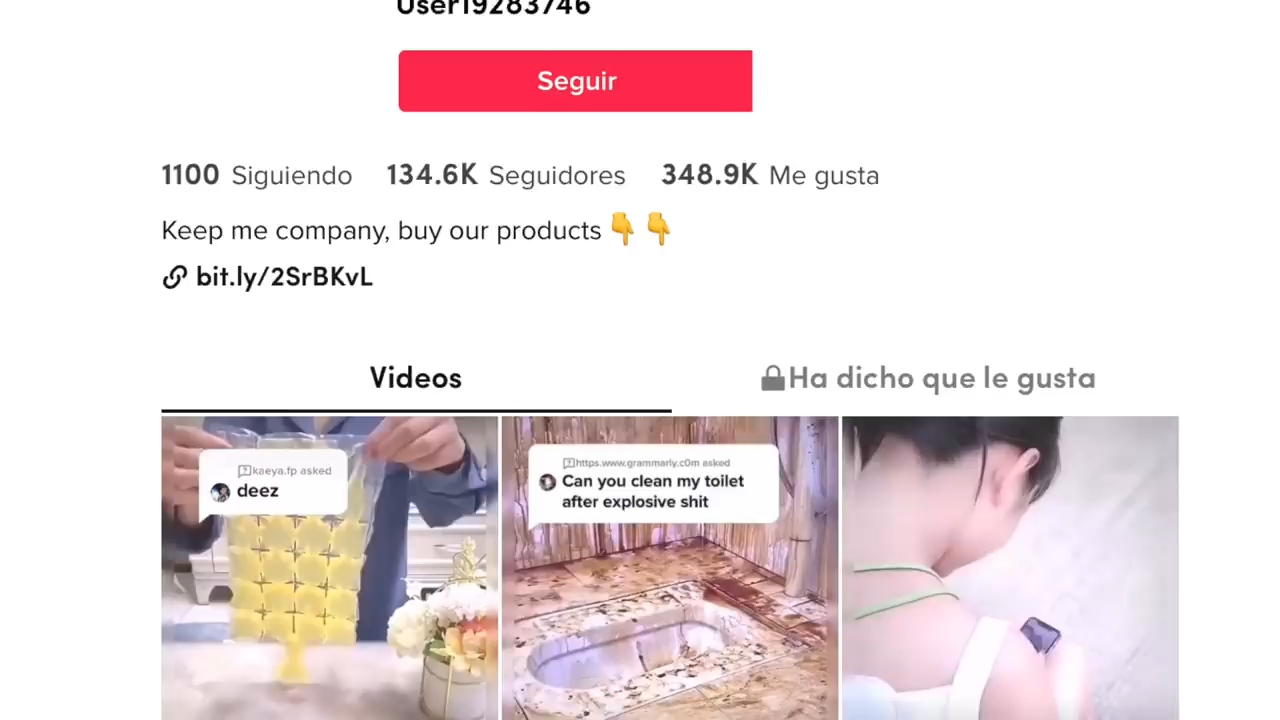 User19283746
Seguir
1100 Siguiendo 134.6K Seguidores 348.9K Me gusta
Keep me company, buy our products 👇 👇
bit.ly/2SrBKvL
Videos
Ha dicho que le gusta
kaeya.fp asked
deez
https.www.grammarly.c0m asked
Can you clean my toilet
after explosive shit